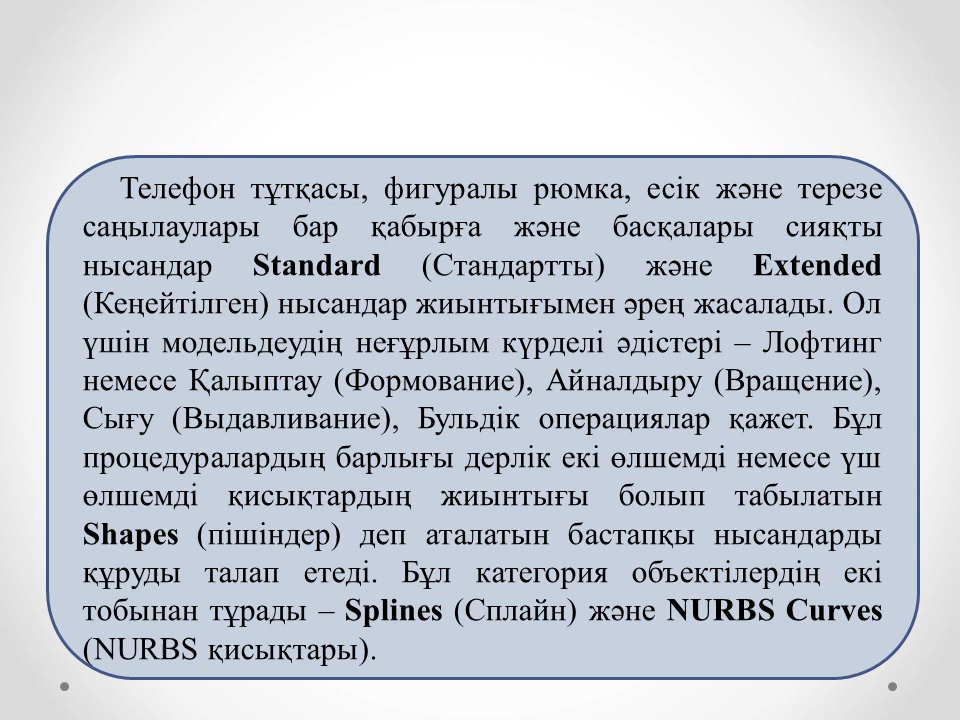 Телефон тұтқасы, фигуралы рюмка, есік және терезе
саңылаулары бар қабырға және басқалары сияқты
нысандар Standard (Стандартты) және Extended
(Кеңейтілген) нысандар жиынтығымен әрең жасалады. Ол
үшін модельдеудің неғұрлым күрделі әдістері – Лофтинг
немесе Қалыптау (Формование), Айналдыру (Вращение),
Сығу (Выдавливание), Бульдік операциялар қажет. Бұл
процедуралардың барлығы дерлік екі өлшемді немесе үш
өлшемді қисықтардың жиынтығы болып табылатын
Shapes (пішіндер) деп аталатын бастапқы нысандарды
құруды талап етеді. Бұл категория объектілердің екі
тобынан тұрады – Splines (Сплайн) және NURBS Curves
(NURBS қисықтары).